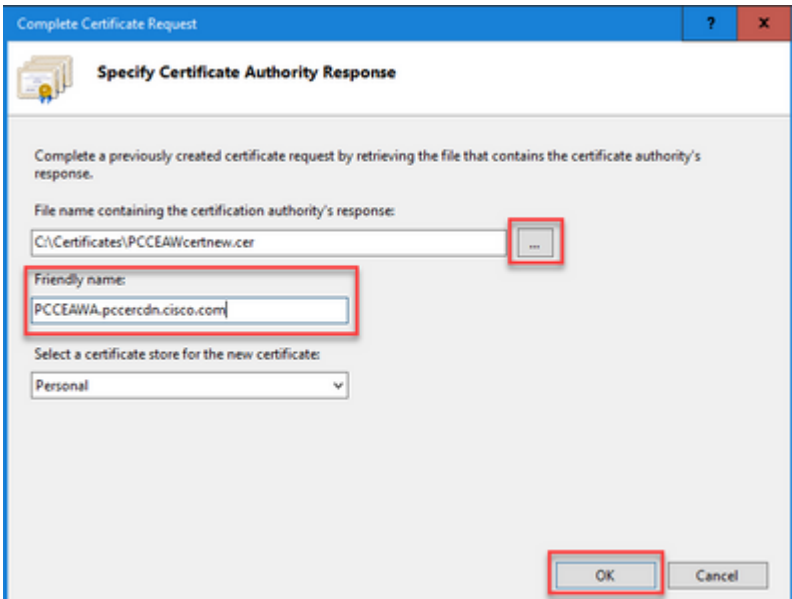 Complete Certificate Request
?
x
Specify Certificate Authority Response
Complete a previously created certificate request by retrieving the file that contains the certificate authority's
response.
File name containing the certification authority's response:
C:\Certificates\PCCEAWcertnew.cer
...
Friendly name:
PCCEAWA.pccercdn.cisco.com
Select a certificate store for the new certificate:
Personal
OK
Cancel